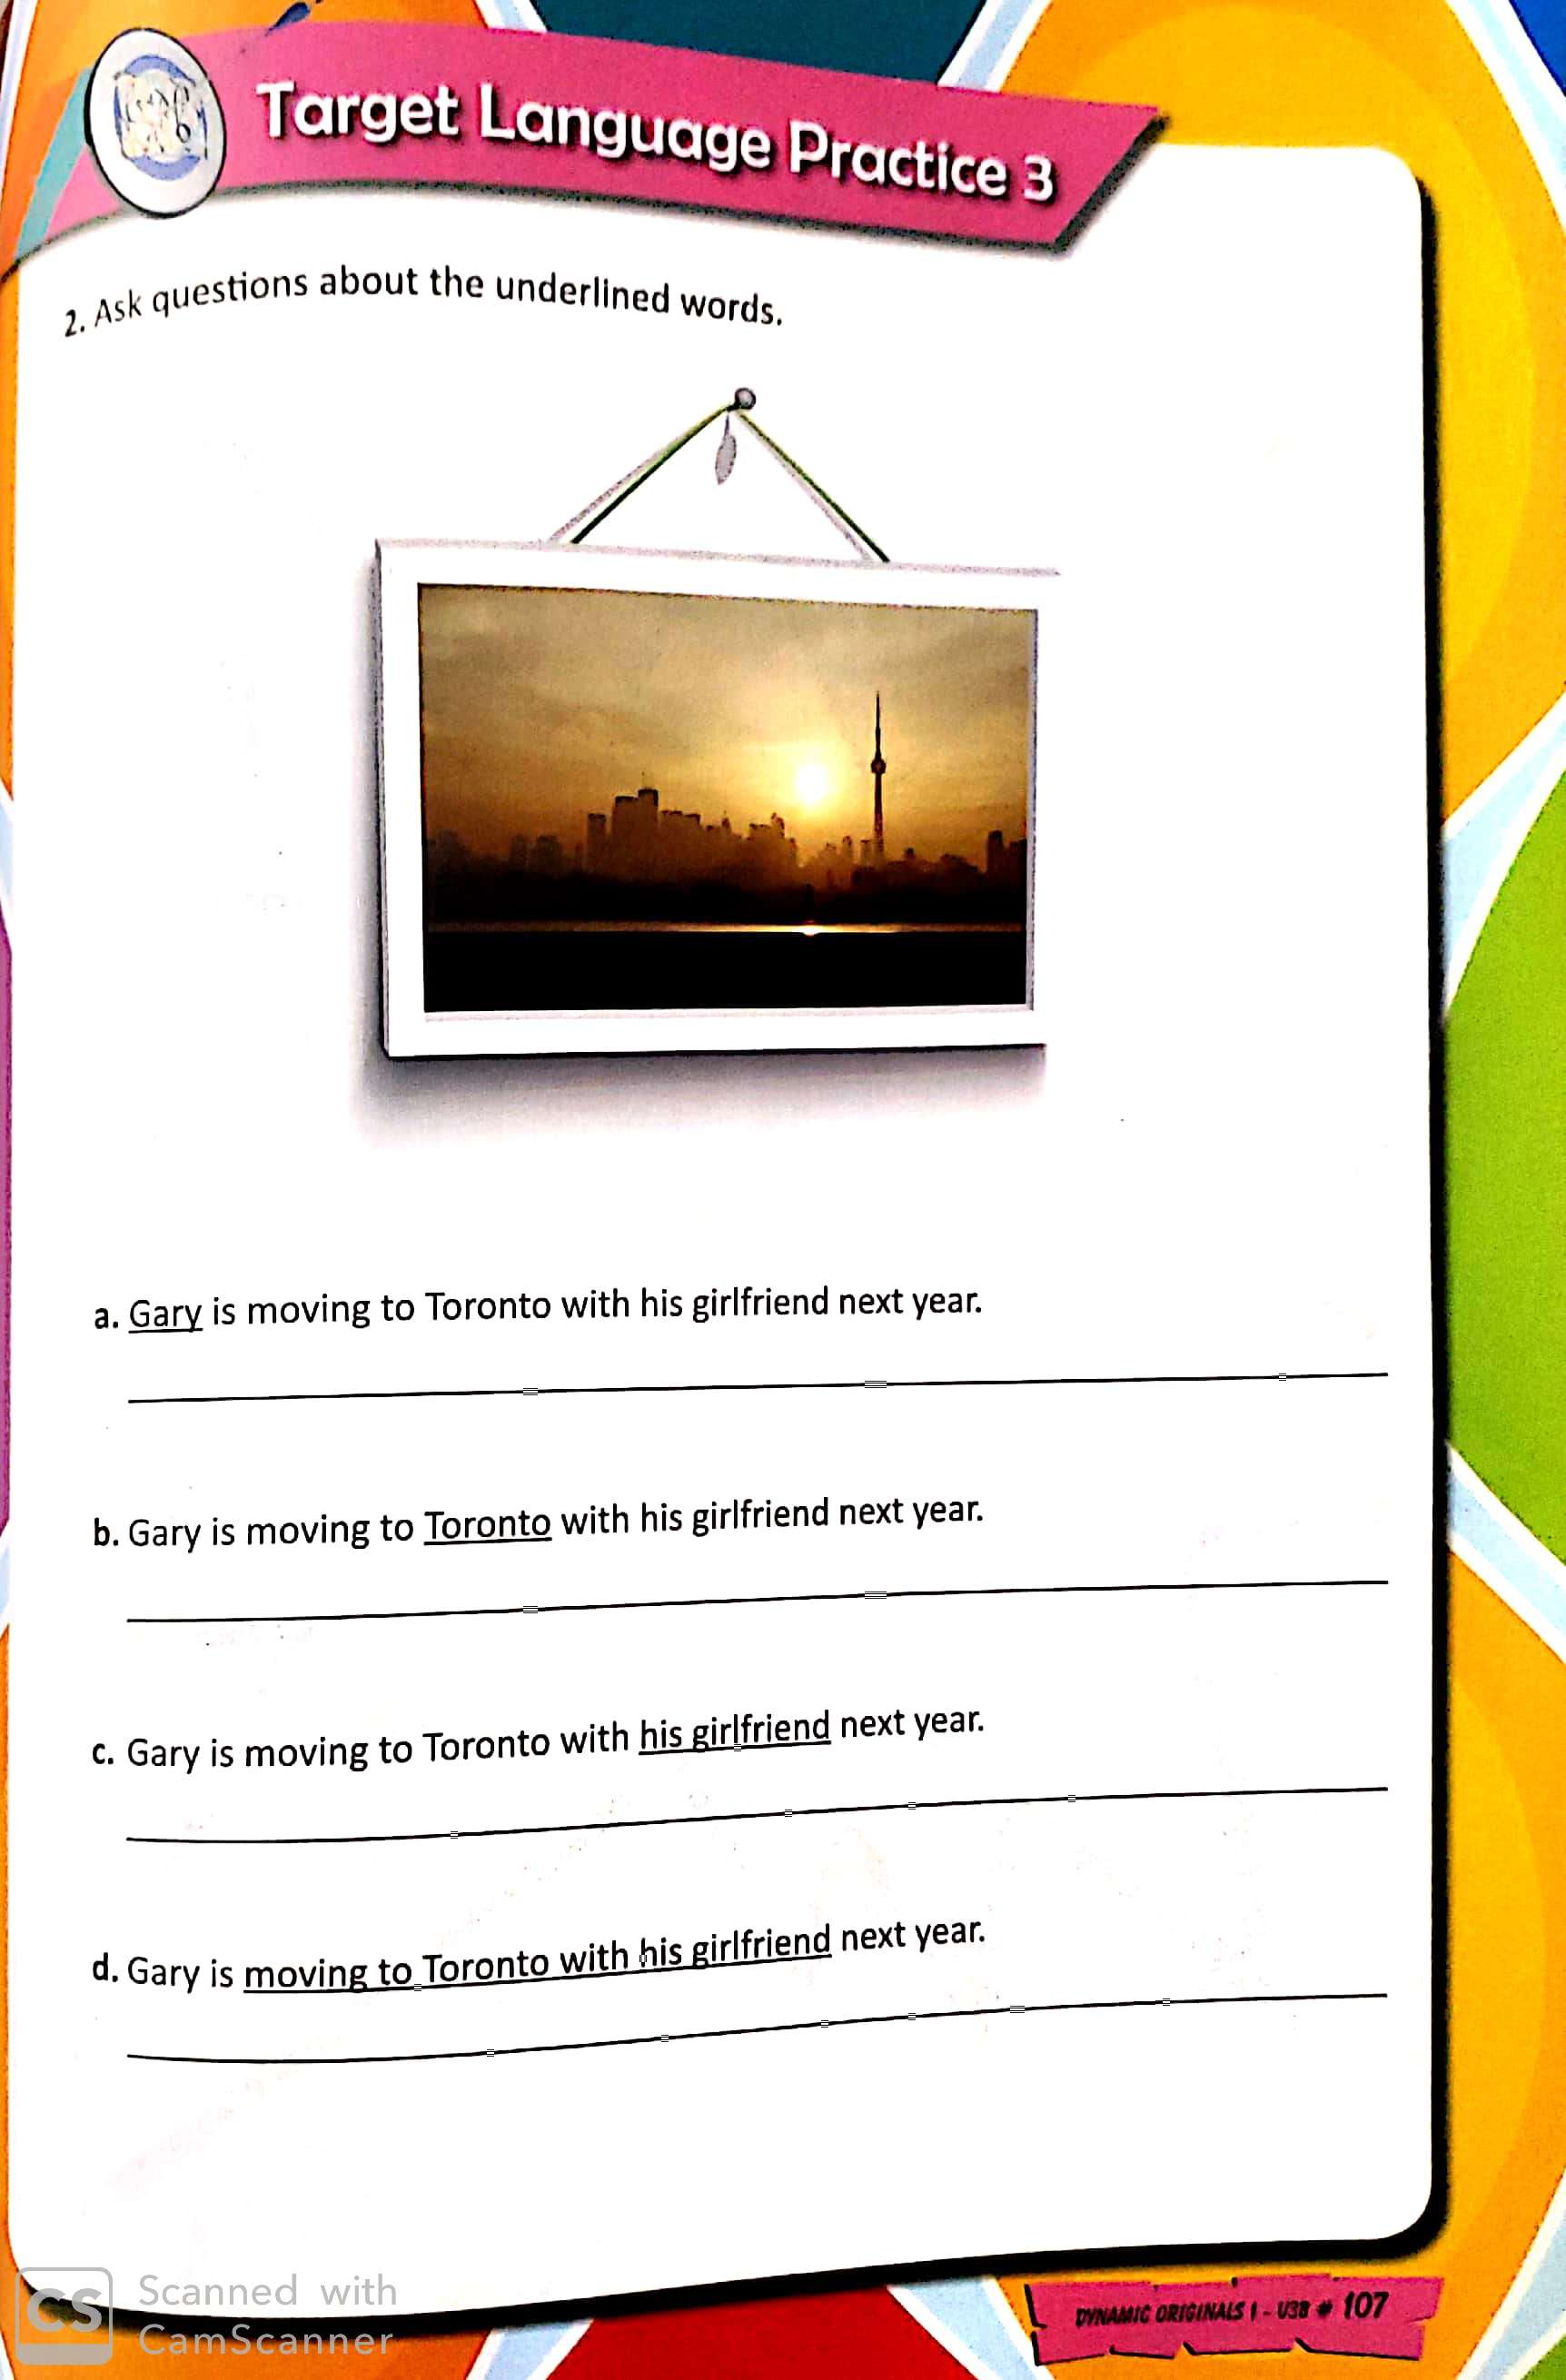 Target Language Practice 3
2. Ask questions about the underlined words.
a. Gary is moving to Toronto with his girlfriend next year.
b. Gary is moving to Toronto with his girlfriend next year.
c. Gary is moving to Toronto with his girlfriend next year.
d. Gary is moving to Toronto with his girlfriend next year.
DYNAMIC ORIGINALS 1 - U3B # 107
CS
Scanned with
CamScanner